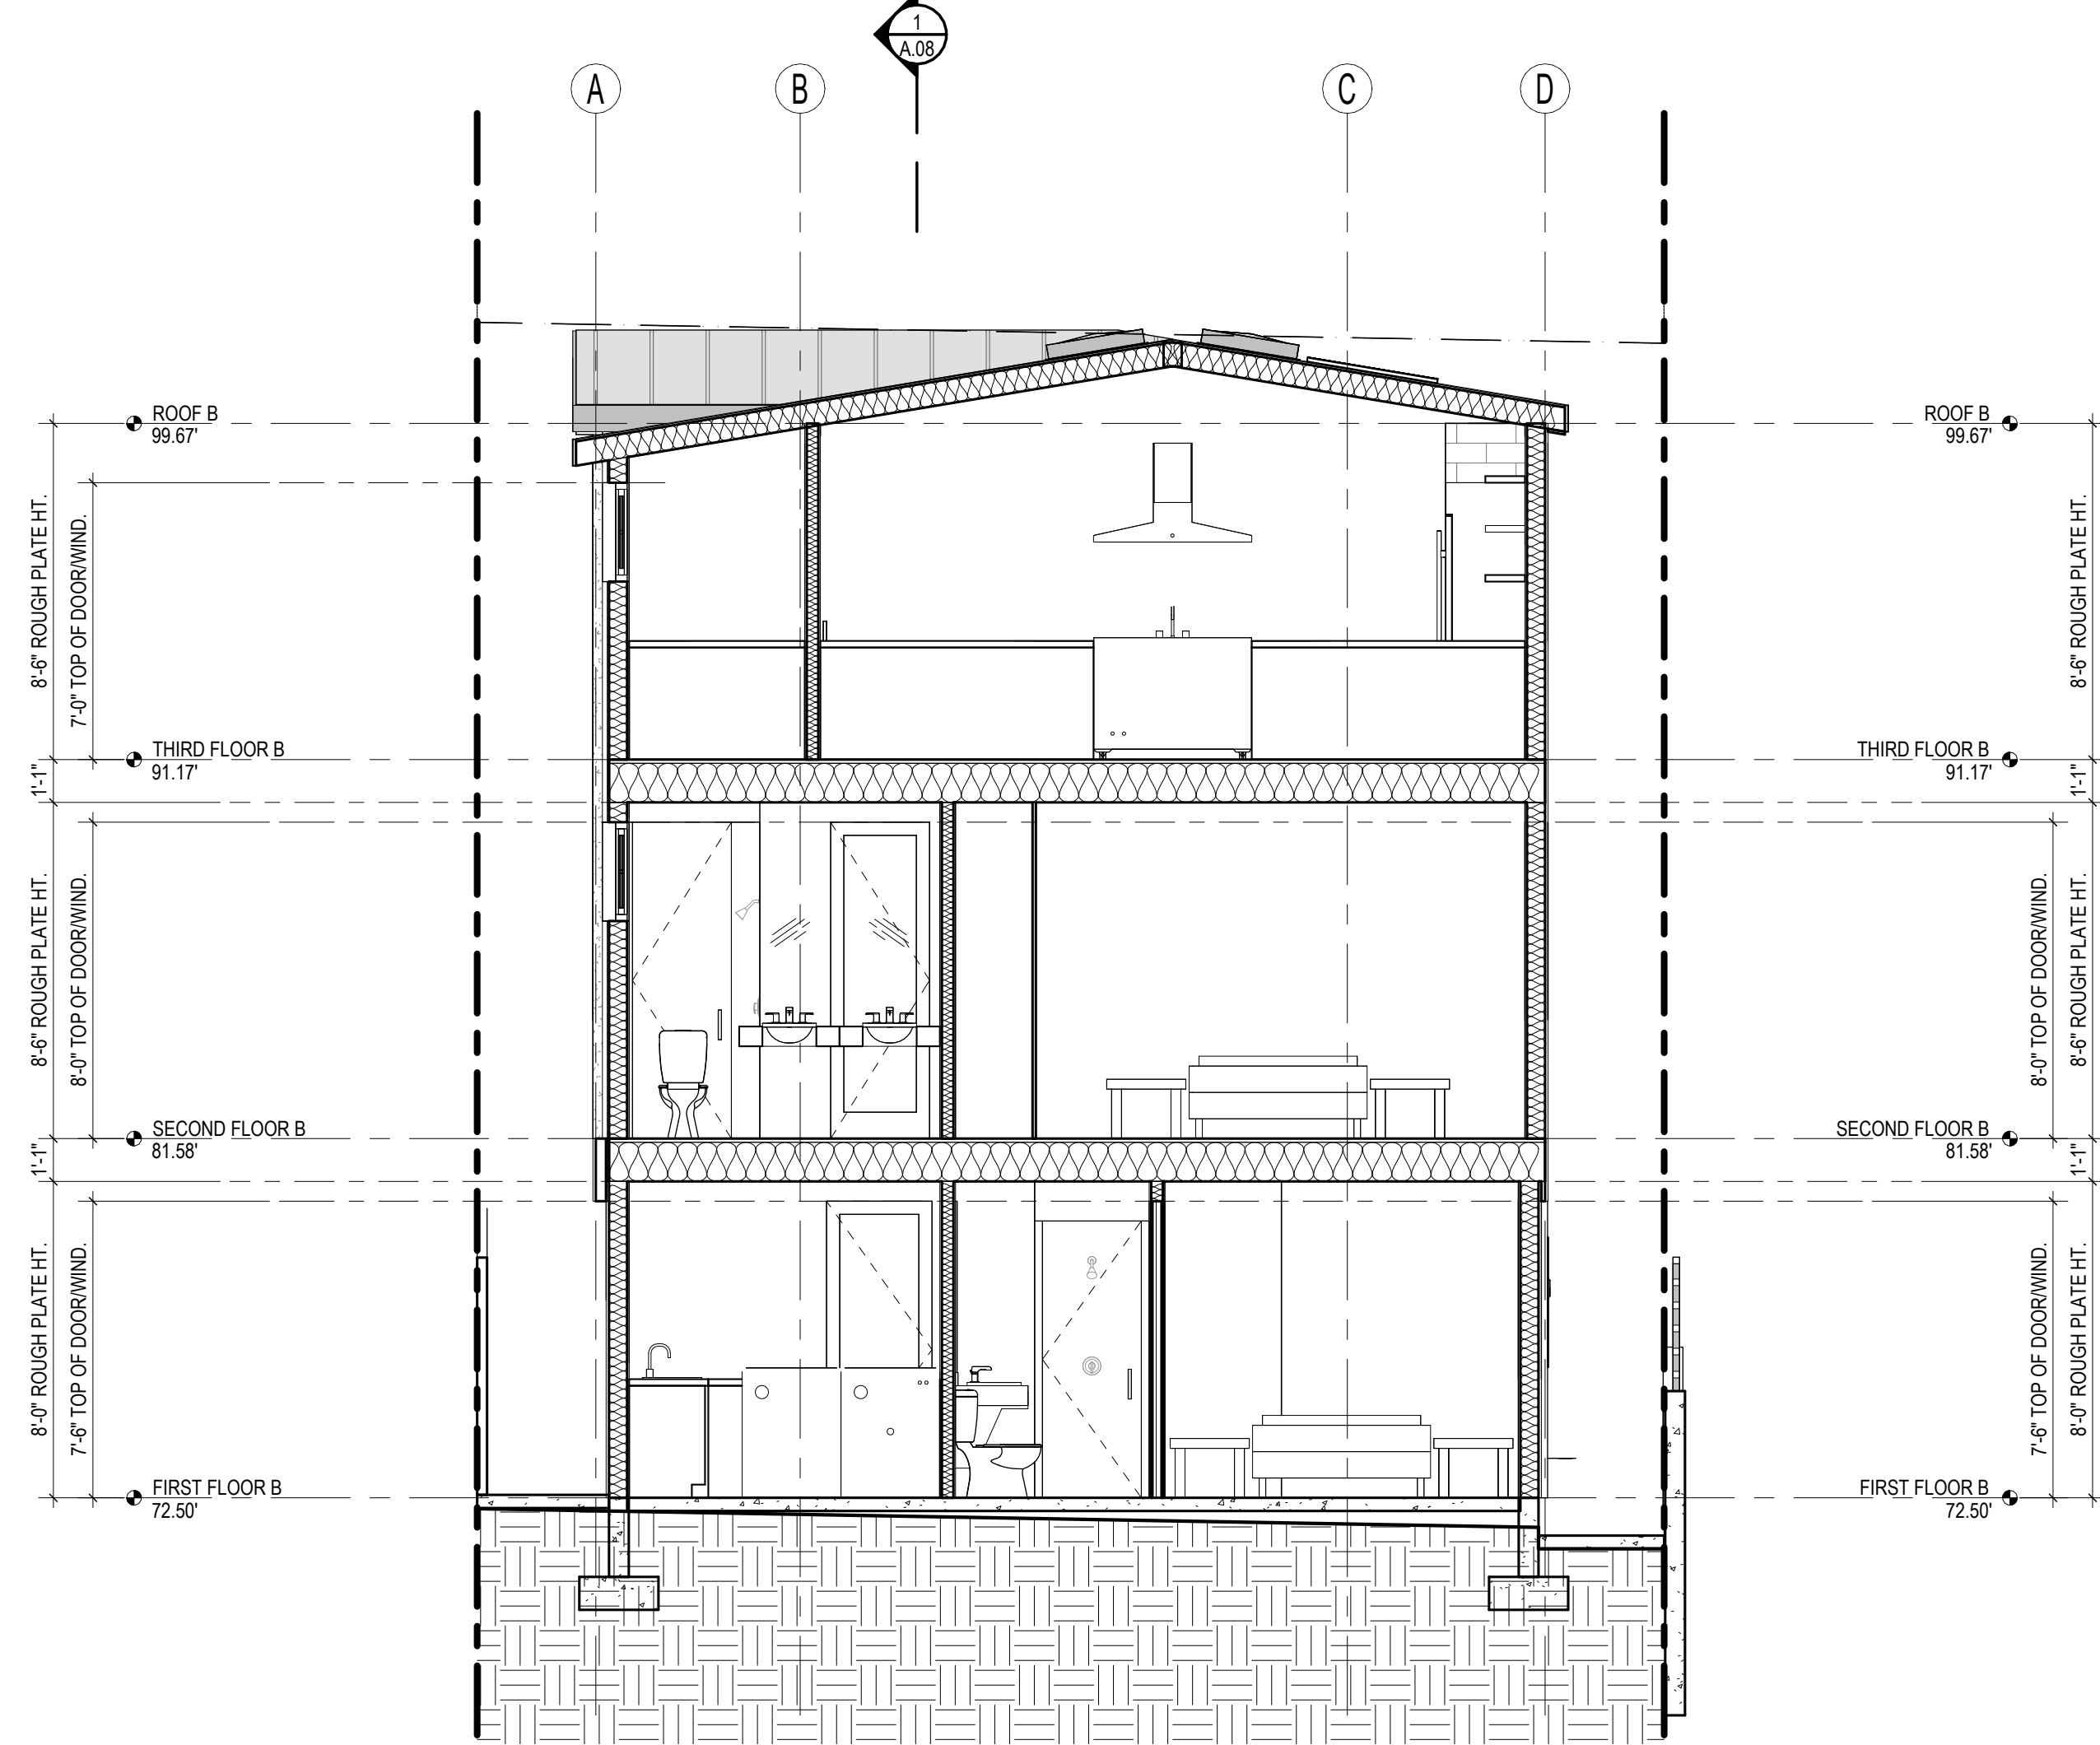 1
A.08
A
B
C
D
ROOF B
99.67'
ROOF B
99.67'
8'-6" ROUGH PLATE HT.
7'-0" TOP OF DOOR/WIND.
8'-6" ROUGH PLATE HT.
THIRD FLOOR B
91.17'
THIRD FLOOR B
91.17'
1'-1"
1'-1"
8'-6" ROUGH PLATE HT.
8'-0" TOP OF DOOR/WIND.
8'-0" TOP OF DOOR/WIND.
8'-6" ROUGH PLATE HT.
SECOND FLOOR B
81.58'
SECOND FLOOR B
81.58'
1'-1"
1'-1"
8'-0" ROUGH PLATE HT.
7'-6" TOP OF DOOR/WIND.
7'-6" TOP OF DOOR/WIND.
8'-0" ROUGH PLATE HT.
FIRST FLOOR B
72.50'
FIRST FLOOR B
72.50'